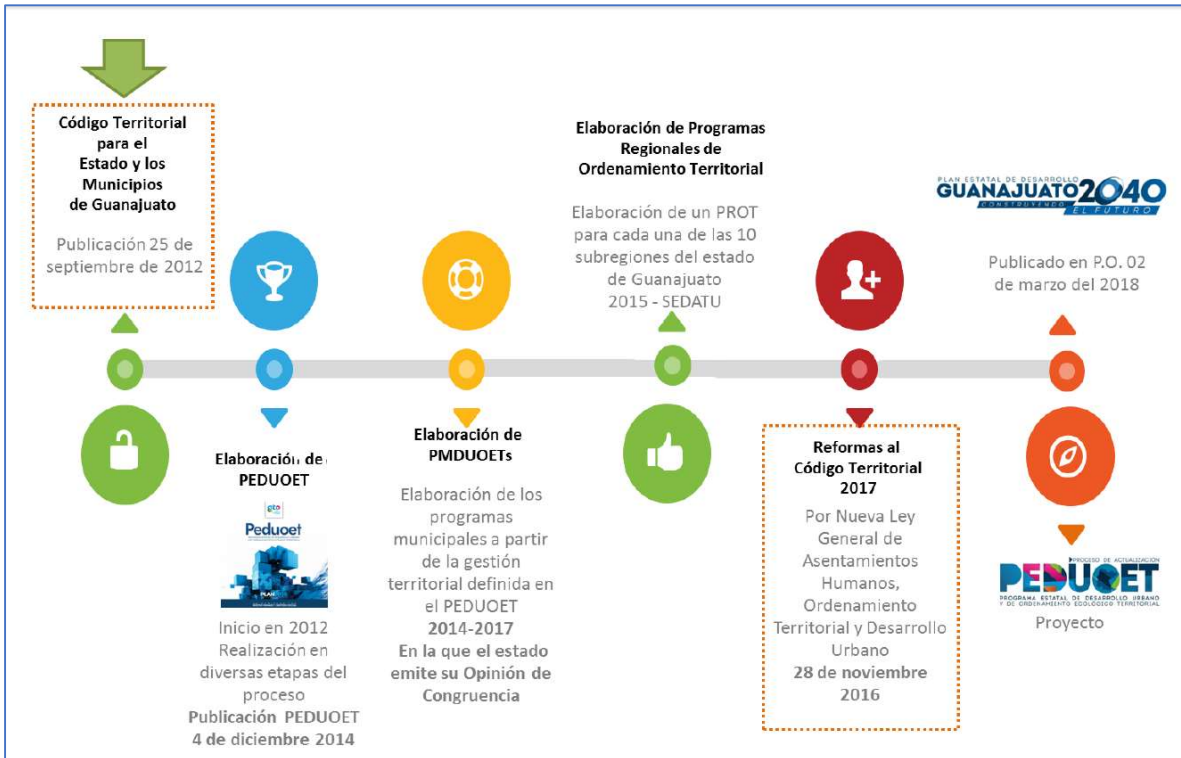 Código Territorial
para el
Estado y los
Municipios
de Guanajuato
Publicación 25 de
septiembre de 2012
Elaboración de
PEDUOET
gto
Peduoet
PLAN
Inicio en 2012
Realización en
diversas etapas del
proceso
Publicación PEDUOET
4 de diciembre 2014
Elaboración de
PMDUOETs
Elaboración de los
programas
municipales a partir
de la gestión
territorial definida en
el PEDUOET
2014-2017
En la que el estado
emite su Opinión de
Congruencia
Elaboración de Programas
Regionales de
Ordenamiento Territorial
Elaboración de un PROT
para cada una de las 10
subregiones del estado
de Guanajuato
2015 - SEDATU
Reformas al
Código Territorial
2017
Por Nueva Ley
General de
Asentamientos
Humanos,
Ordenamiento
Territorial y Desarrollo
Urbano
28 de noviembre
2016
PLAN ESTATAL DE DESARROLLO
GUANAJUATO2040
CONSTRUYENDO
EL FUTURO
Publicado en P.O. 02
de marzo del 2018
PROCESO DE ACTUALIZACIÓN
PEDUOET
PROGRAMA ESTATAL DE DESARROLLO URBANO
Y DE ORDENAMIENTO ECOLÓGICO TERRITORIAL
Proyecto